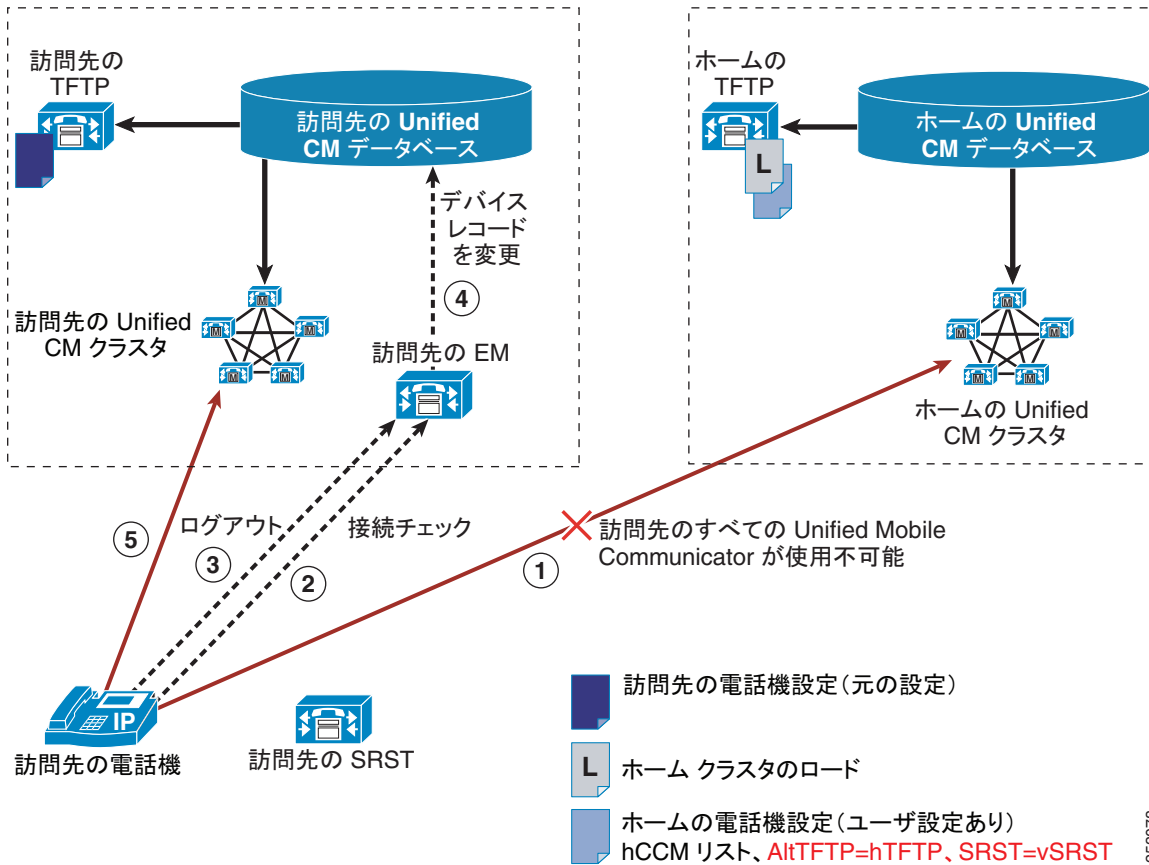 訪問先の
TFTP
訪問先の Unified
CM データベース
デバイス
レコード
を変更
4
訪問先の Unified
CM クラスタ
M
M
M
M
M
訪問先の EM
ホームの
TFTP
L
ホームの Unified
CM データベース
M
M
M
M
M
ホームの Unified
CM クラスタ
5
ログアウト
3
接続チェック
2
1
訪問先のすべての Unified Mobile
Communicator が使用不可能
IP
訪問先の電話機
訪問先の SRST
訪問先の電話機設定(元の設定)
L
ホーム クラスタのロード
ホームの電話機設定(ユーザ設定あり)
hCCM リスト、AltTFTP=hTFTP、SRST=vSRST